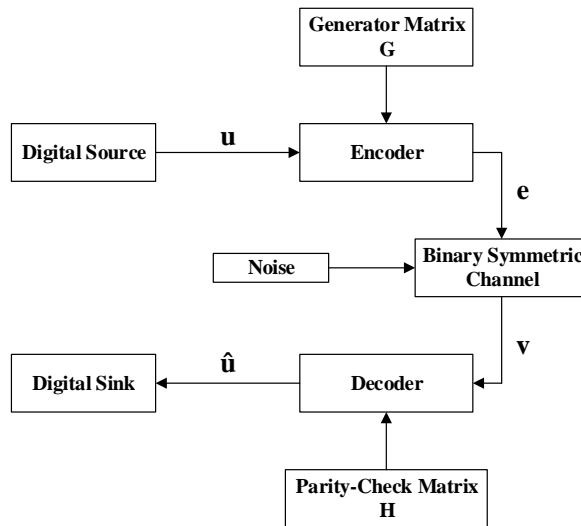 Generator Matrix
G
Digital Source
u
Encoder
e
Noise
Binary Symmetric
Channel
v
Digital Sink
û
Decoder
Parity-Check Matrix
H